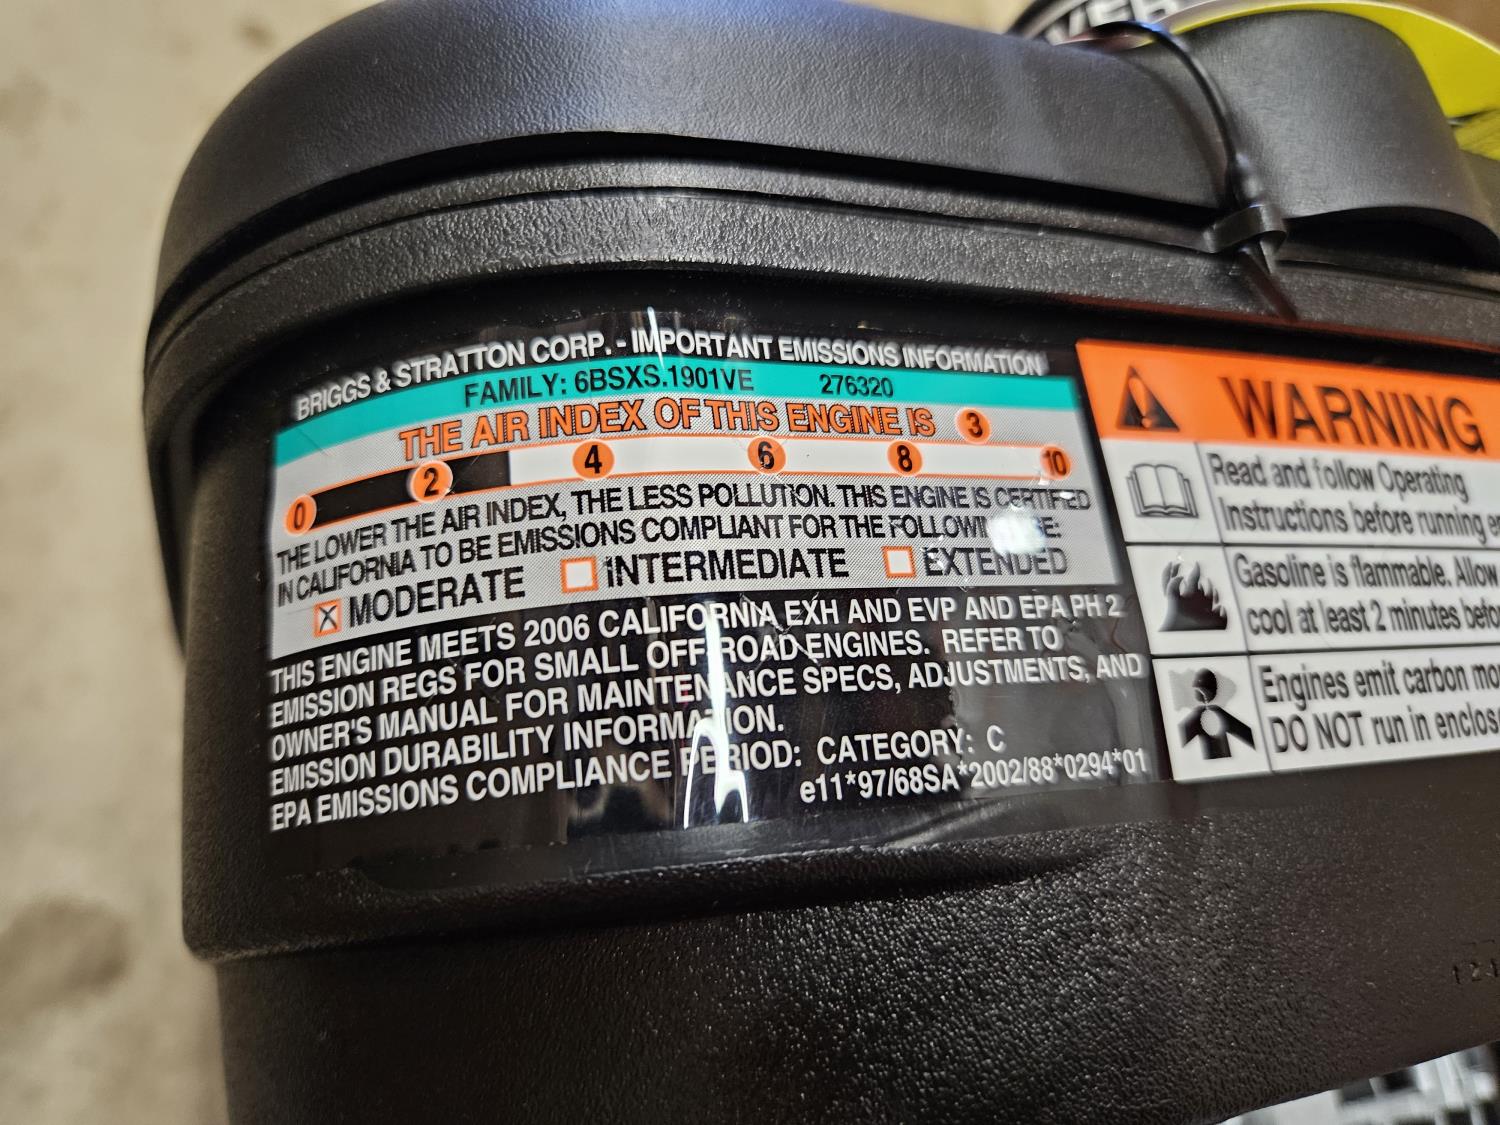 BRIGGS & STRATTON CORP. - IMPORTANT EMISSIONS INFORMATION
FAMILY: 6BSXS.1901VE 276320
THE AIR INDEX OF THIS ENGINE IS 3
0 2 4 6 8 10
THE LOWER THE AIR INDEX, THE LESS POLLUTION. THIS ENGINE IS CERTIFIED
IN CALIFORNIA TO BE EMISSIONS COMPLIANT FOR THE FOLLOWING USE:
MODERATE INTERMEDIATE EXTENDED
THIS ENGINE MEETS 2006 CALIFORNIA EXH AND EVP AND EPA PH 2
EMISSION REGS FOR SMALL OFF ROAD ENGINES. REFER TO
OWNER'S MANUAL FOR MAINTENANCE SPECS, ADJUSTMENTS, AND
EMISSION DURABILITY INFORMATION.
EPA EMISSIONS COMPLIANCE PERIOD: CATEGORY: C
e11*97/68SA*2002/88*0294*01
WARNING
Read and follow Operating
Instructions before running
Gasoline is flammable. Allow
cool at least 2 minutes
Engines emit carbon
DO NOT run in